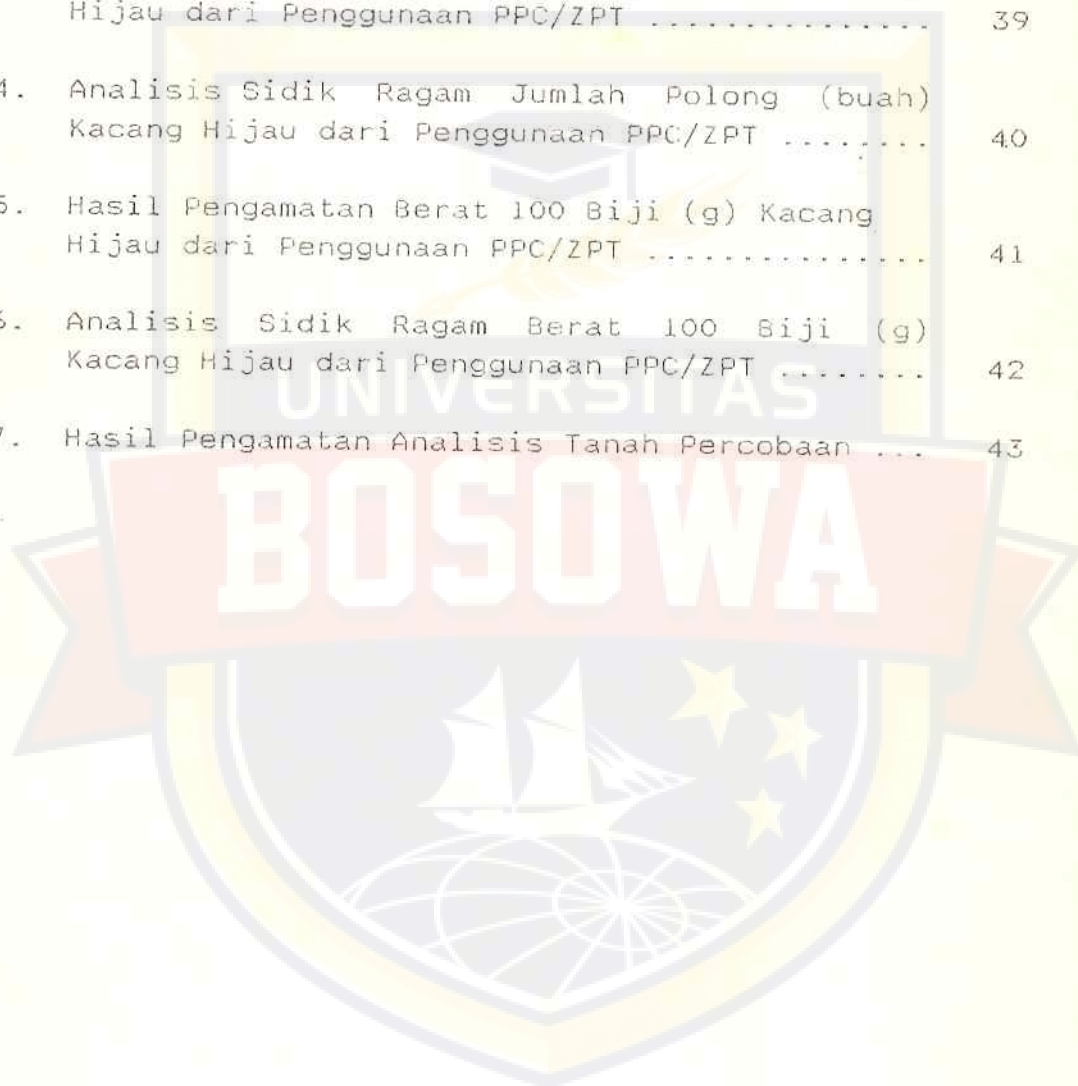 Hijau dari Penggunaan PPC/ZPT ............... 39
4. Analisis Sidik Ragam Jumlah Polong (buah)
Kacang Hijau dari Penggunaan PPC/ZPT ........ 40
5. Hasil Pengamatan Berat 100 Biji (g) Kacang
Hijau dari Penggunaan PPC/ZPT ............... 41
6. Analisis Sidik Ragam Berat 100 Biji (g)
Kacang Hijau dari Penggunaan PPC/ZPT ........ 42
7. Hasil Pengamatan Analisis Tanah Percobaan ... 43
UNIVERSITAS
BOSOWA